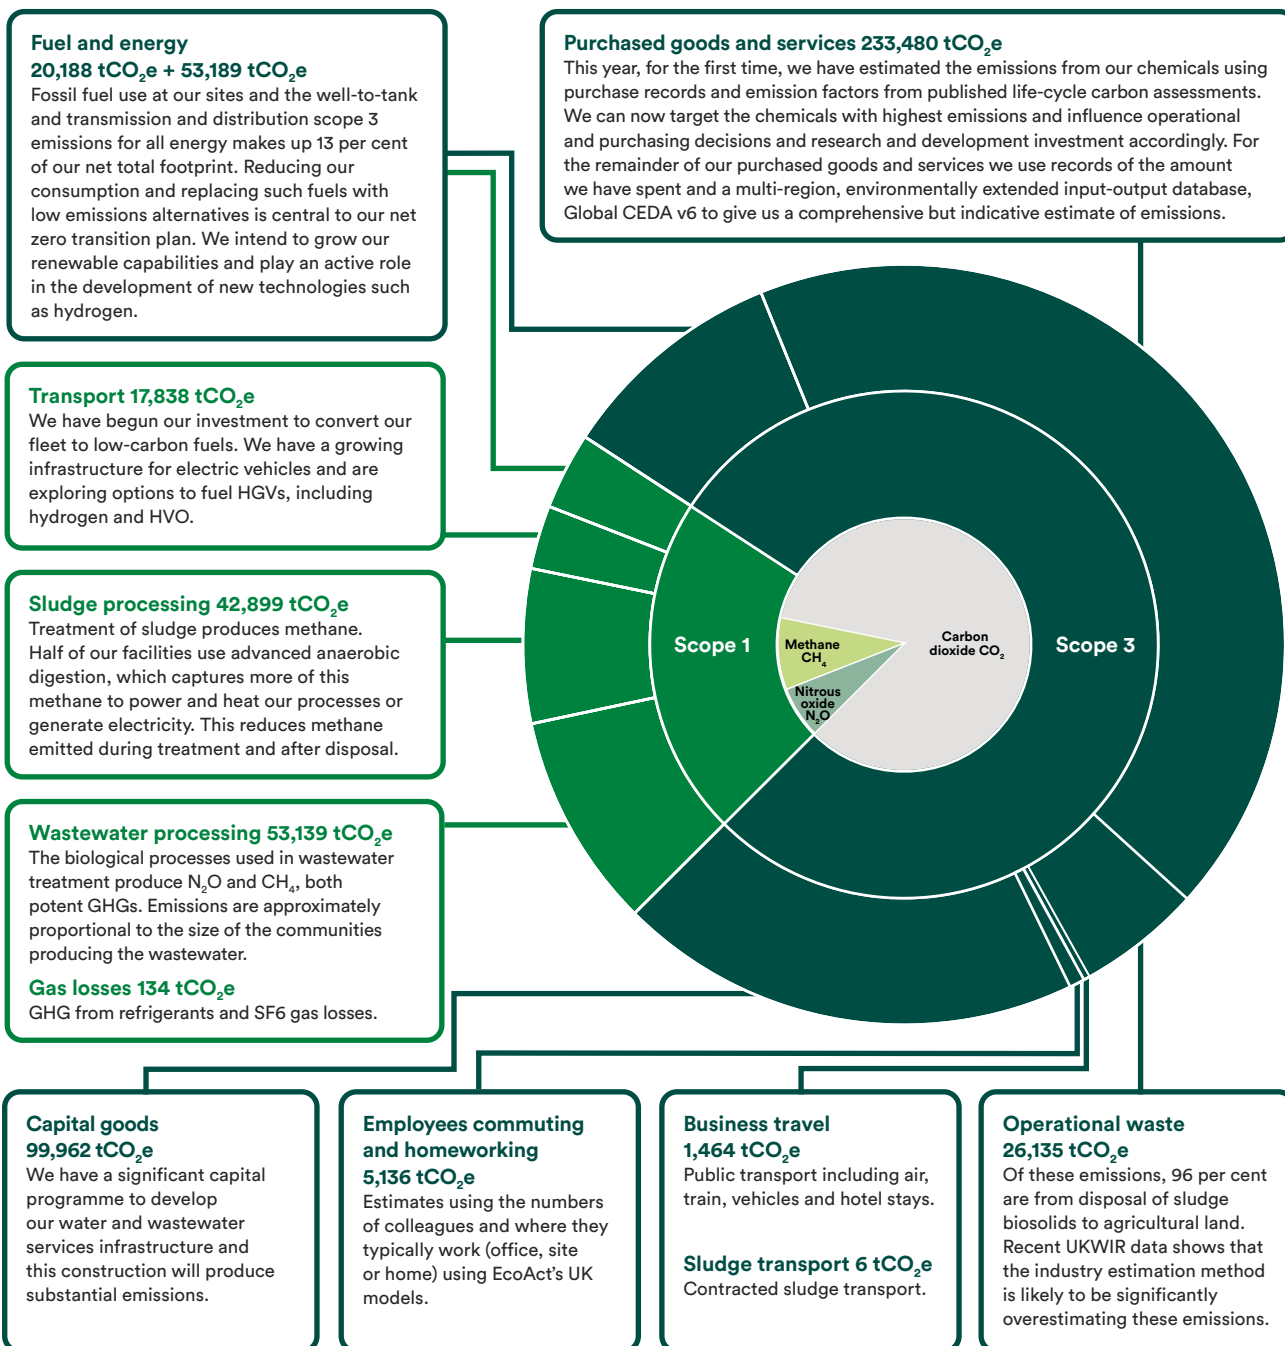 Fuel and energy
20,188 tCO₂e + 53,189 tCO₂e
Fossil fuel use at our sites and the well-to-tank
and transmission and distribution scope 3
emissions for all energy makes up 13 per cent
of our net total footprint. Reducing our
consumption and replacing such fuels with
low emissions alternatives is central to our net
zero transition plan. We intend to grow our
renewable capabilities and play an active role
in the development of new technologies such
as hydrogen.
Purchased goods and services 233,480 tCO₂e
This year, for the first time, we have estimated the emissions from our chemicals using
purchase records and emission factors from published life-cycle carbon assessments.
We can now target the chemicals with highest emissions and influence operational
and purchasing decisions and research and development investment accordingly. For
the remainder of our purchased goods and services we use records of the amount
we have spent and a multi-region, environmentally extended input-output database,
Global CEDA v6 to give us a comprehensive but indicative estimate of emissions.
Transport 17,838 tCO₂e
We have begun our investment to convert our
fleet to low-carbon fuels. We have a growing
infrastructure for electric vehicles and are
exploring options to fuel HGVs, including
hydrogen and HVO.
Sludge processing 42,899 tCO₂e
Treatment of sludge produces methane.
Half of our facilities use advanced anaerobic
digestion, which captures more of this
methane to power and heat our processes or
generate electricity. This reduces methane
emitted during treatment and after disposal.
Wastewater processing 53,139 tCO₂e
The biological processes used in wastewater
treatment produce N₂O and CH₄, both
potent GHGs. Emissions are approximately
proportional to the size of the communities
producing the wastewater.
Gas losses 134 tCO₂e
GHG from refrigerants and SF6 gas losses.
Scope 1
Methane
CH₄
Nitrous
oxide
N₂O
Carbon
dioxide CO₂
Scope 3
Capital goods
99,962 tCO₂e
We have a significant capital
programme to develop
our water and wastewater
services infrastructure and
this construction will produce
substantial emissions.
Employees commuting
and homeworking
5,136 tCO₂e
Estimates using the numbers
of colleagues and where they
typically work (office, site
or home) using EcoAct's UK
models.
Business travel
1,464 tCO₂e
Public transport including air,
train, vehicles and hotel stays.
Sludge transport 6 tCO₂e
Contracted sludge transport.
Operational waste
26,135 tCO₂e
Of these emissions, 96 per cent
are from disposal of sludge
biosolids to agricultural land.
Recent UKWIR data shows that
the industry estimation method
is likely to be significantly
overestimating these emissions.